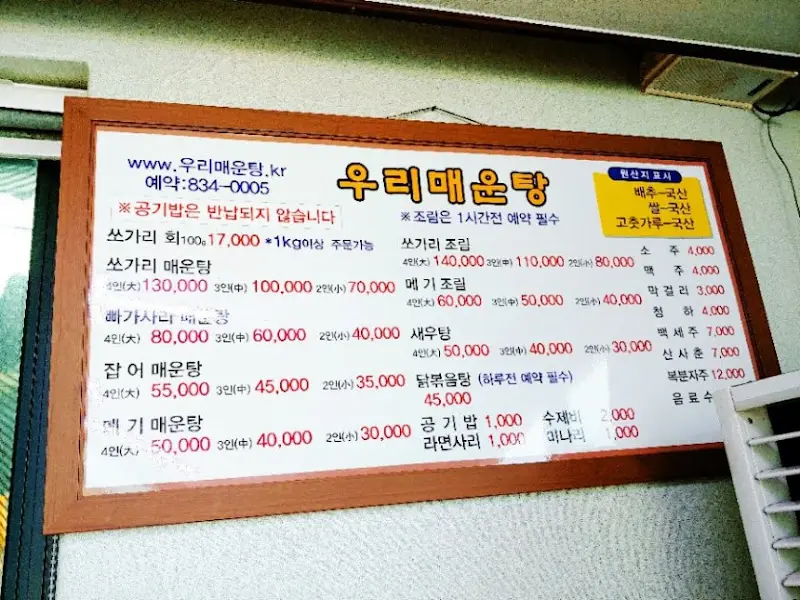 www.우리매운탕.kr
예약:834-0005
※공기밥은 반납되지 않습니다
우리매운탕
※조림은 1시간전 예약 필수
원산지 표시
배추-국산
쌀-국산
고춧가루-국산
쏘가리 회100G 17,000 *1kg이상 주문가능
쏘가리 매운탕
4인(大) 130,000 3인(中) 100,000 2인(小) 70,000
빠가사리 매운탕
4인(大) 80,000 3인(中) 60,000 2인(小) 40,000
잡어 매운탕
4인(大) 55,000 3인(中) 45,000 2인(小) 35,000
메기 매운탕
4인(大) 50,000 3인(中) 40,000 2인(小) 30,000
쏘가리 조림
4인(大) 140,000 3인(中) 110,000 2인(小) 80,000
메기 조림
4인(大) 60,000 3인(中) 50,000 2인(小) 40,000
새우탕
4인(大) 50,000 3인(中) 40,000 2인(小) 30,000
닭볶음탕 (하루전 예약 필수)
45,000
공기밥 1,000 수제비 2,000
라면사리 1,000 미나리 1,000
소주 4,000
맥주 4,000
막걸리 3,000
청하 4,000
백세주 7,000
산사춘 7,000
복분자주 12,000
음료수